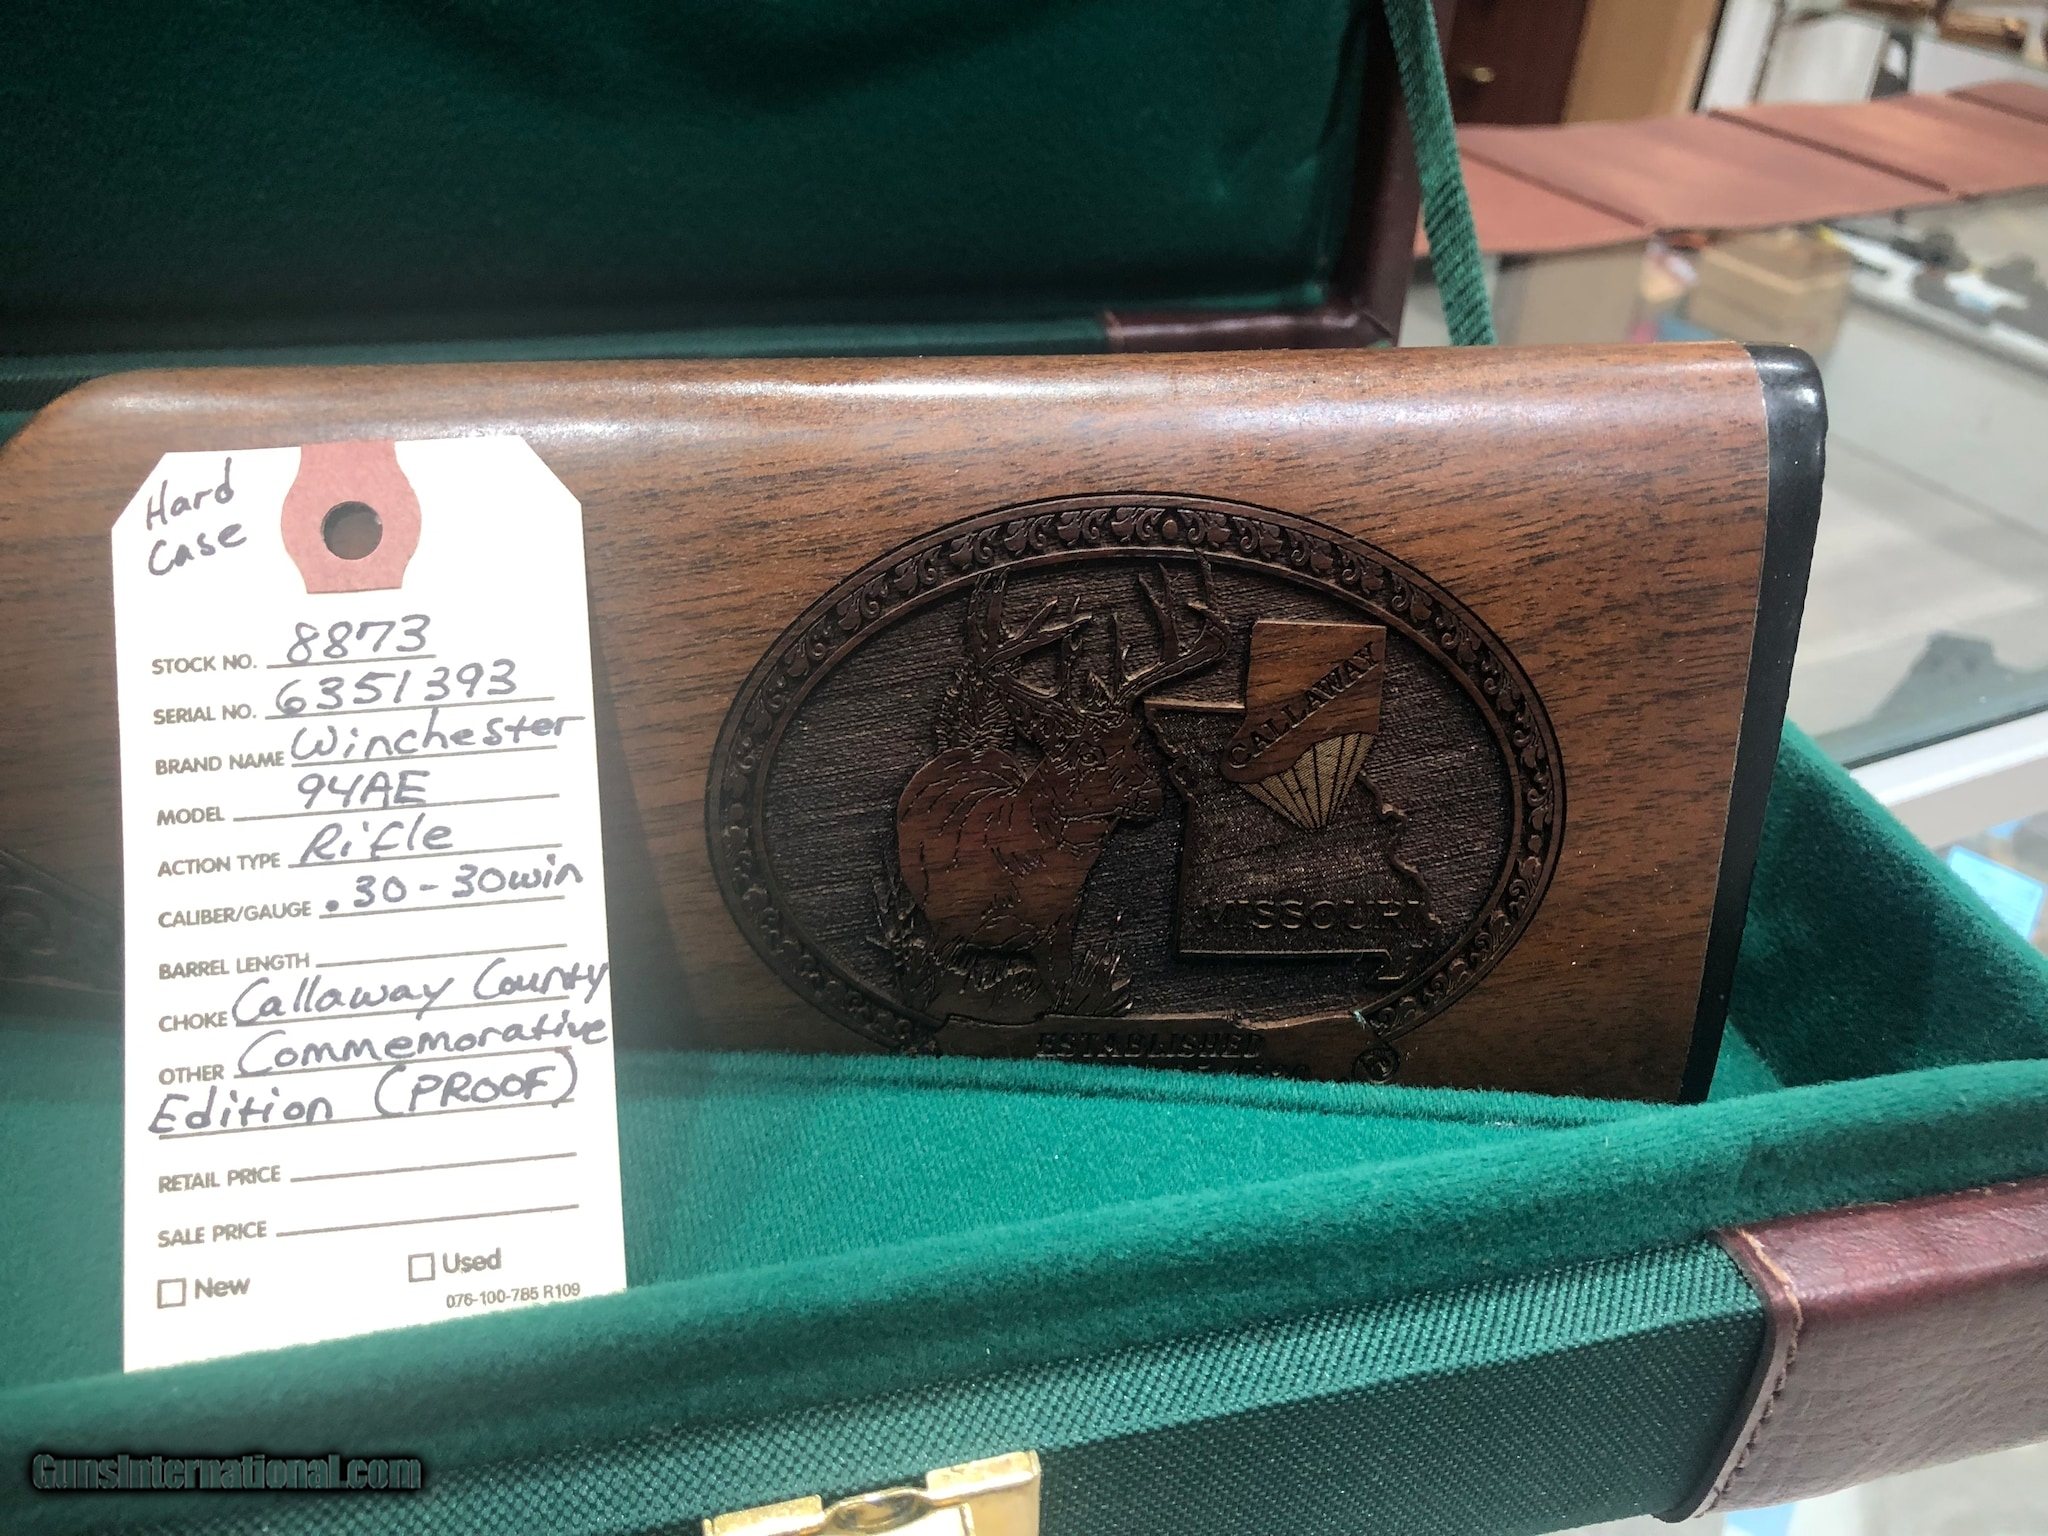 Hard
Case
STOCK NO. 8873
SERIAL NO. 6351393
BRAND NAME Winchester
MODEL 94AE
ACTION TYPE Rifle
CALIBER/GAUGE .30-30win
BARREL LENGTH
CHOKE Callaway County
OTHER Commemorative
Edition (PROOF)
RETAIL PRICE
SALE PRICE
New Used
076-100-785 R109
CALLAWAY
MISSOURI
ESTABLISHED
GunsInternational.com